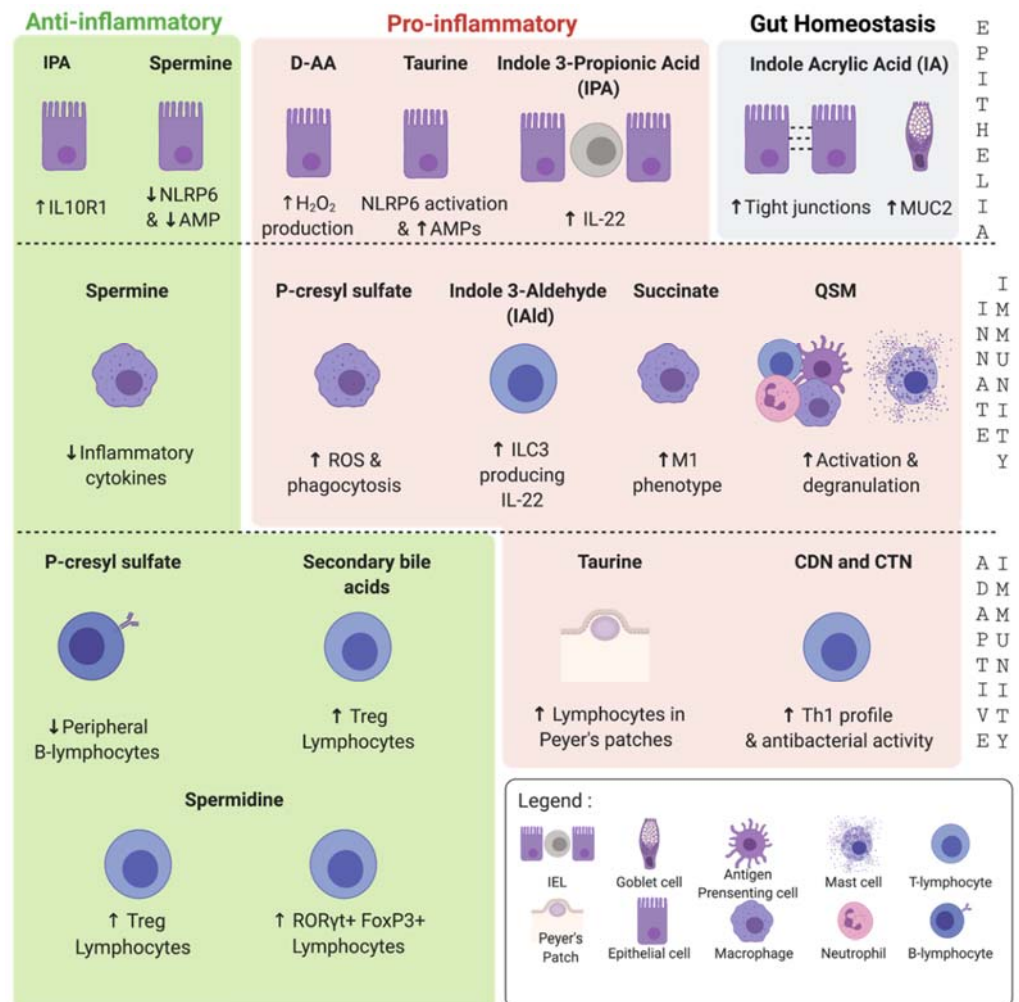 Anti-inflammatory
Pro-inflammatory
Gut Homeostasis
EPITHELIA
IPA
↑IL10R1
Spermine
↓NLRP6
& ↓AMP
D-AA
↑H₂O₂
production
Taurine
NLRP6 activation
& ↑AMPs
Indole 3-Propionic Acid
(IPA)
↑ IL-22
Indole Acrylic Acid (IA)
↑Tight junctions
↑MUC2
INNATE
IMMUNITY
Spermine
↓Inflammatory
cytokines
P-cresyl sulfate
↑ ROS &
phagocytosis
Indole 3-Aldehyde
(IAld)
↑ ILC3
producing
IL-22
Succinate
↑M1
phenotype
QSM
↑Activation &
degranulation
ADAPTIVE
IMMUNITY
P-cresyl sulfate
↓Peripheral
B-lymphocytes
Secondary bile
acids
↑ Treg
Lymphocytes
Taurine
↑ Lymphocytes in
Peyer's patches
CDN and CTN
↑ Th1 profile
& antibacterial activity
Spermidine
↑ Treg
Lymphocytes
↑ RORγt+ FoxP3+
Lymphocytes
Legend :
IEL
Goblet cell
Antigen
Prensenting cell
Mast cell
T-lymphocyte
Peyer's
Patch
Epithelial cell
Macrophage
Neutrophil
B-lymphocyte